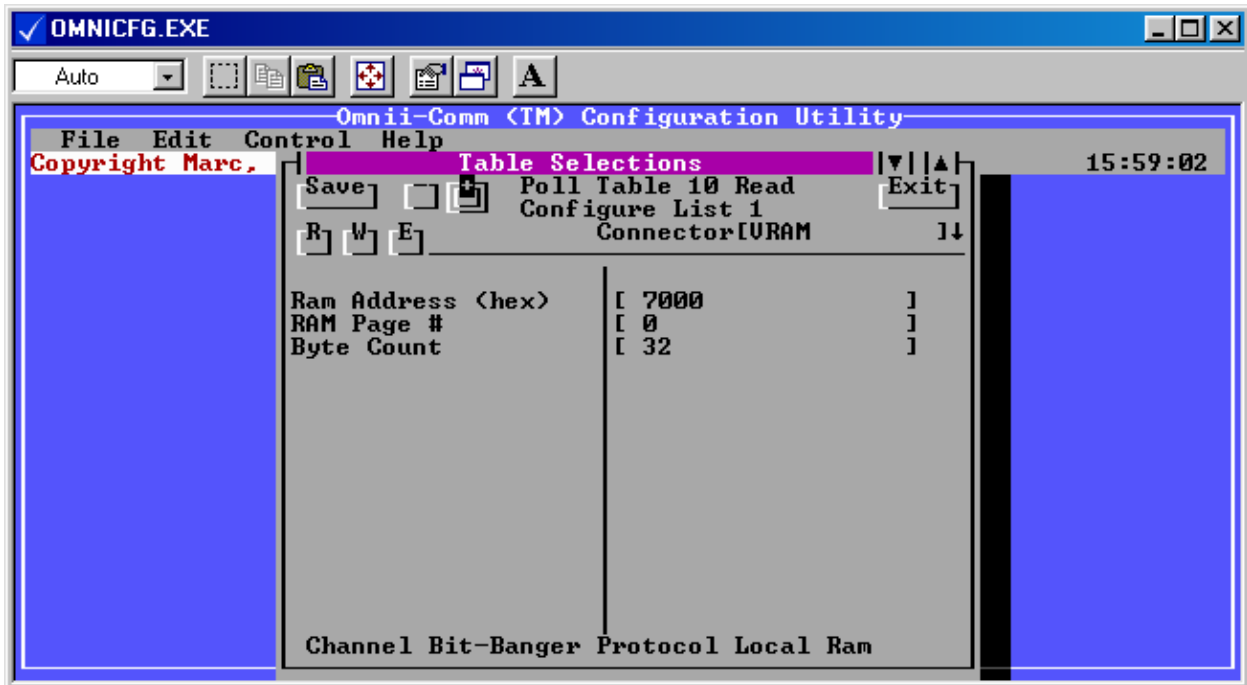 OMNICFG.EXE
Auto
A
Omnii-Comm (TM) Configuration Utility
File Edit Control Help
Copyright Marc,
Table Selections
15:59:02
Save - + Poll Table 10 Read Exit
Configure List 1
R W E Connector[VRAM ]↓
Ram Address (hex) [ 7000 ]
RAM Page # [ 0 ]
Byte Count [ 32 ]
Channel Bit-Banger Protocol Local Ram